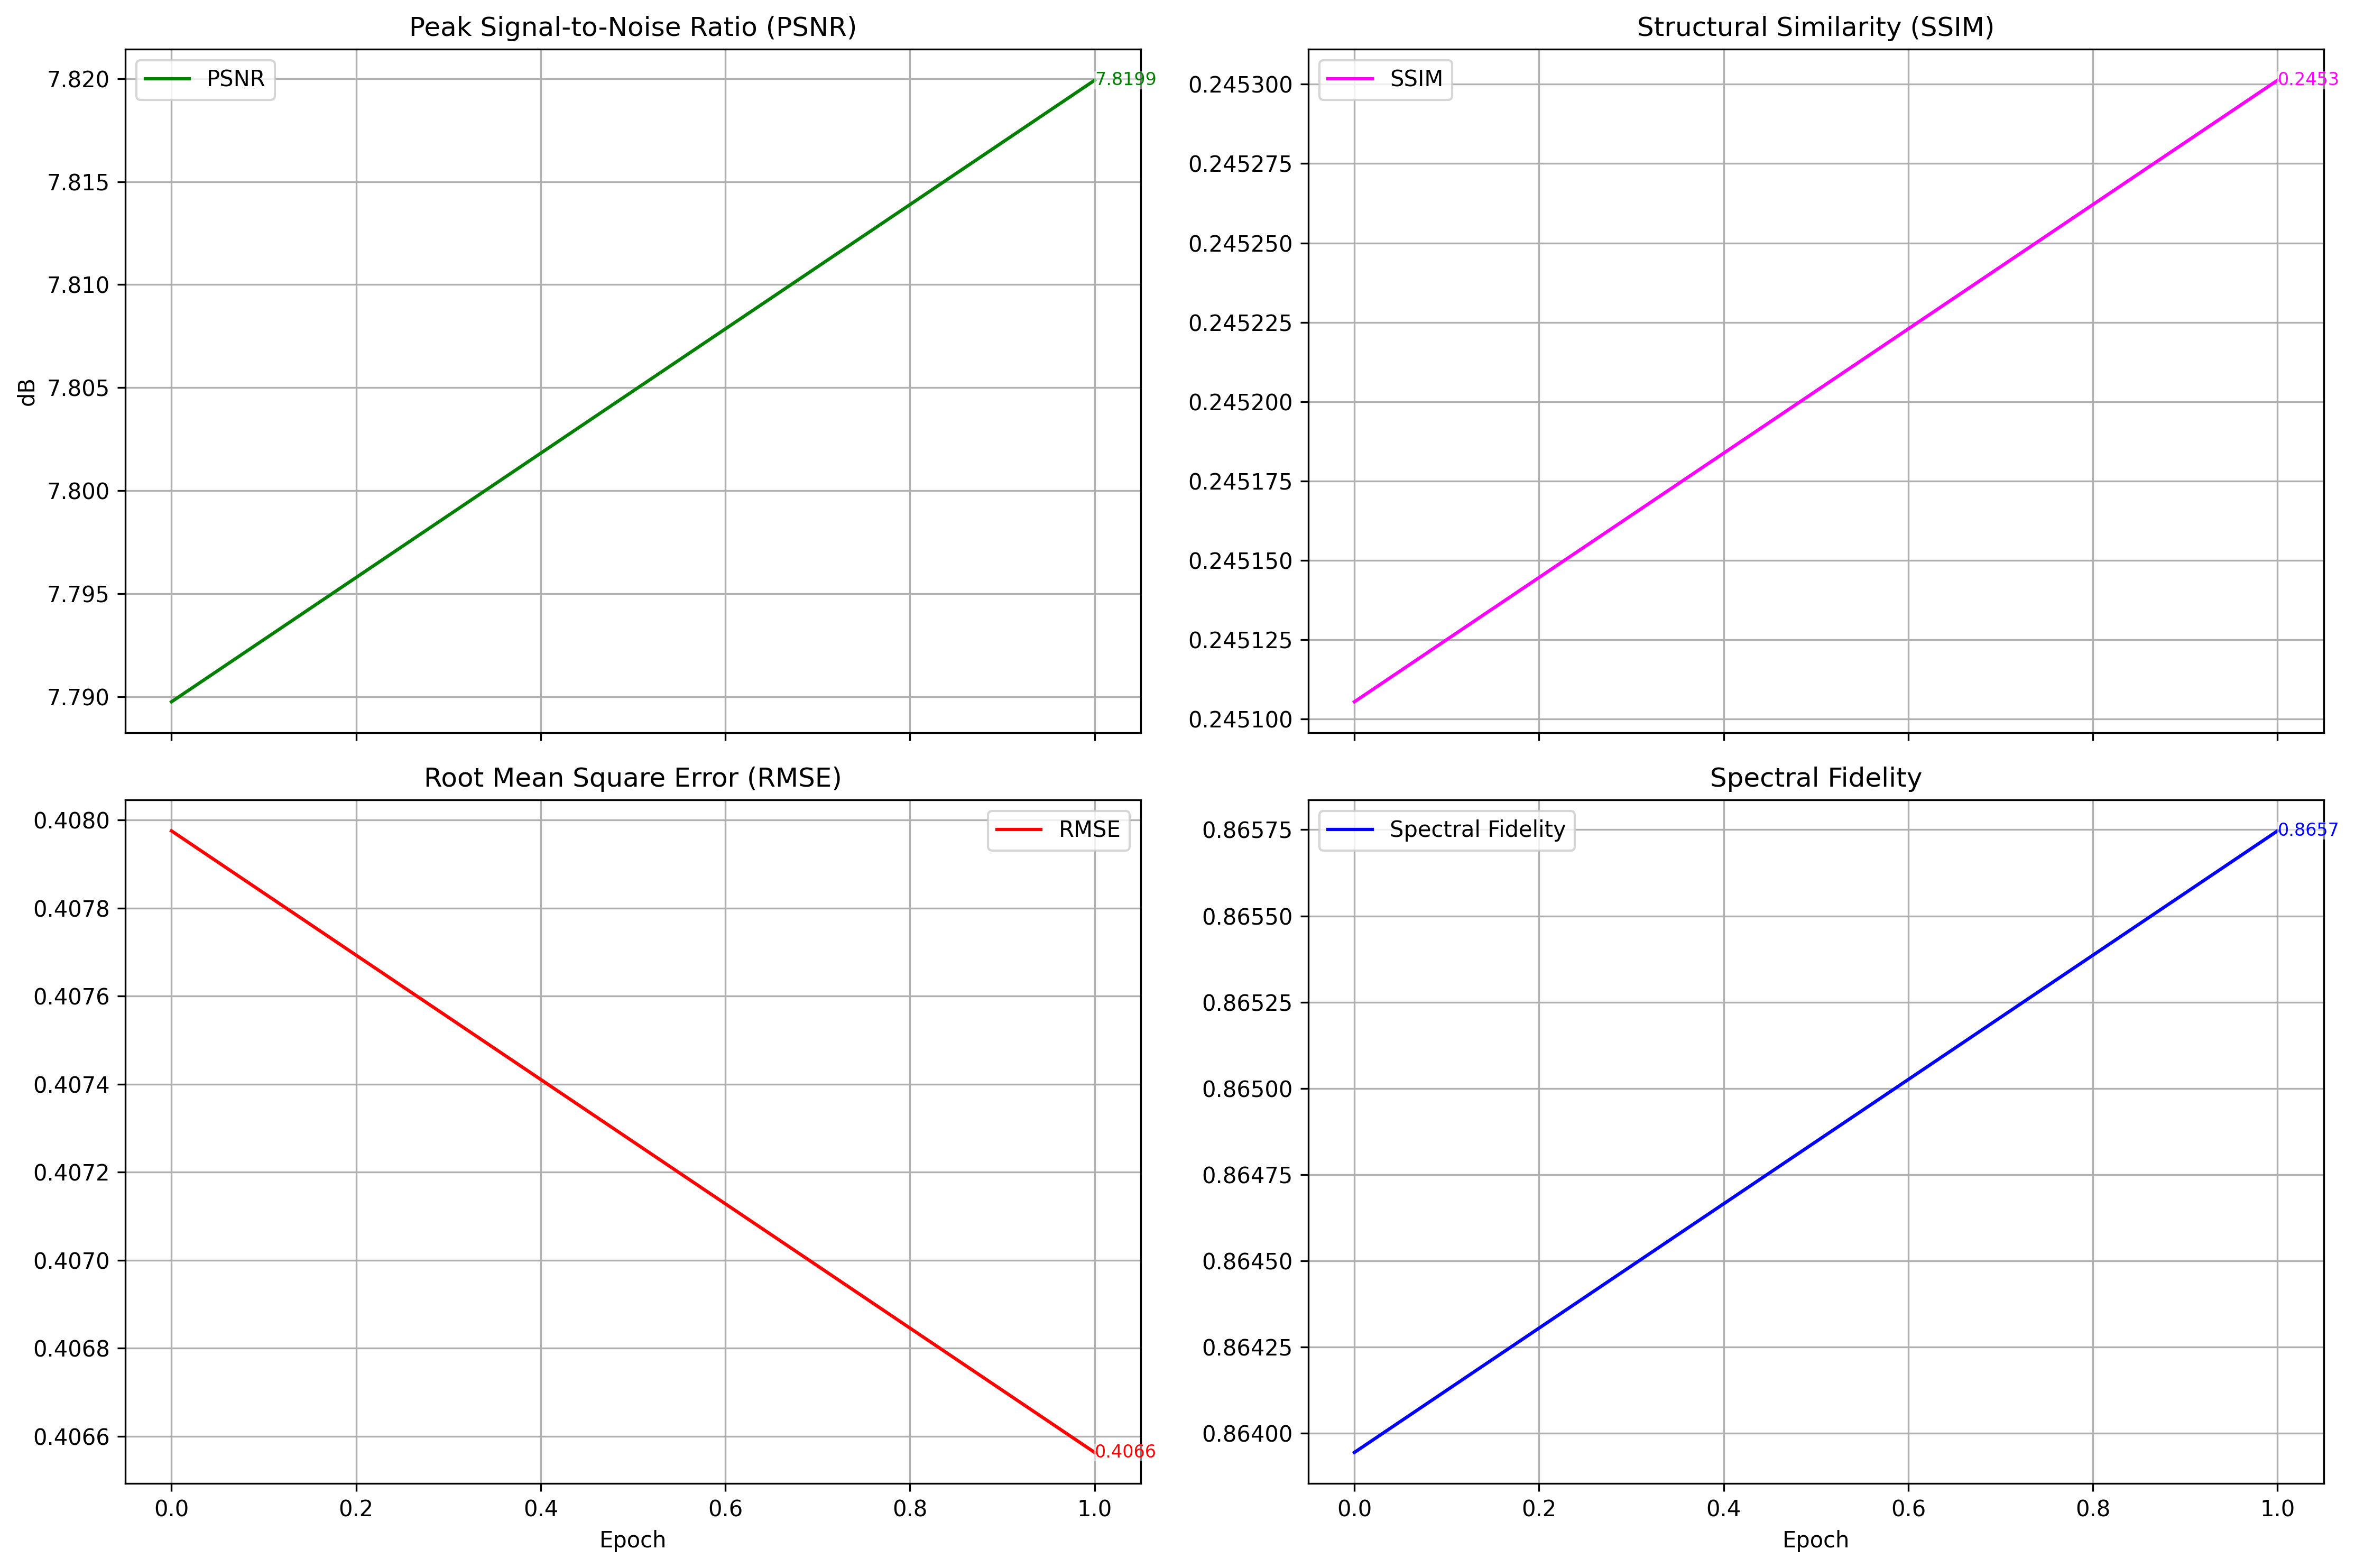 Peak Signal-to-Noise Ratio (PSNR)
PSNR
7.8199
7.820
7.815
7.810
7.805
7.800
7.795
7.790
dB
Structural Similarity (SSIM)
SSIM
0.2453
0.245300
0.245275
0.245250
0.245225
0.245200
0.245175
0.245150
0.245125
0.245100
Root Mean Square Error (RMSE)
RMSE
0.4080
0.4078
0.4076
0.4074
0.4072
0.4070
0.4068
0.4066
0.4066
0.0 0.2 0.4 0.6 0.8 1.0
Epoch
Spectral Fidelity
Spectral Fidelity
0.8657
0.86575
0.86550
0.86525
0.86500
0.86475
0.86450
0.86425
0.86400
0.0 0.2 0.4 0.6 0.8 1.0
Epoch